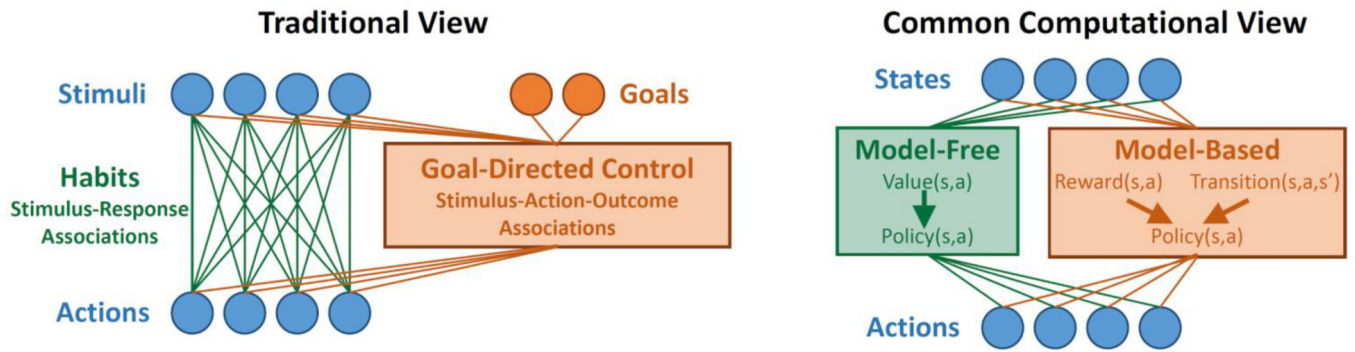 Traditional View
Stimuli
Goals
Habits
Stimulus-Response
Associations
Goal-Directed Control
Stimulus-Action-Outcome
Associations
Actions
Common Computational View
States
Model-Free
Value(s,a)
Policy(s,a)
Model-Based
Reward(s,a) Transition(s,a,s’)
Policy(s,a)
Actions